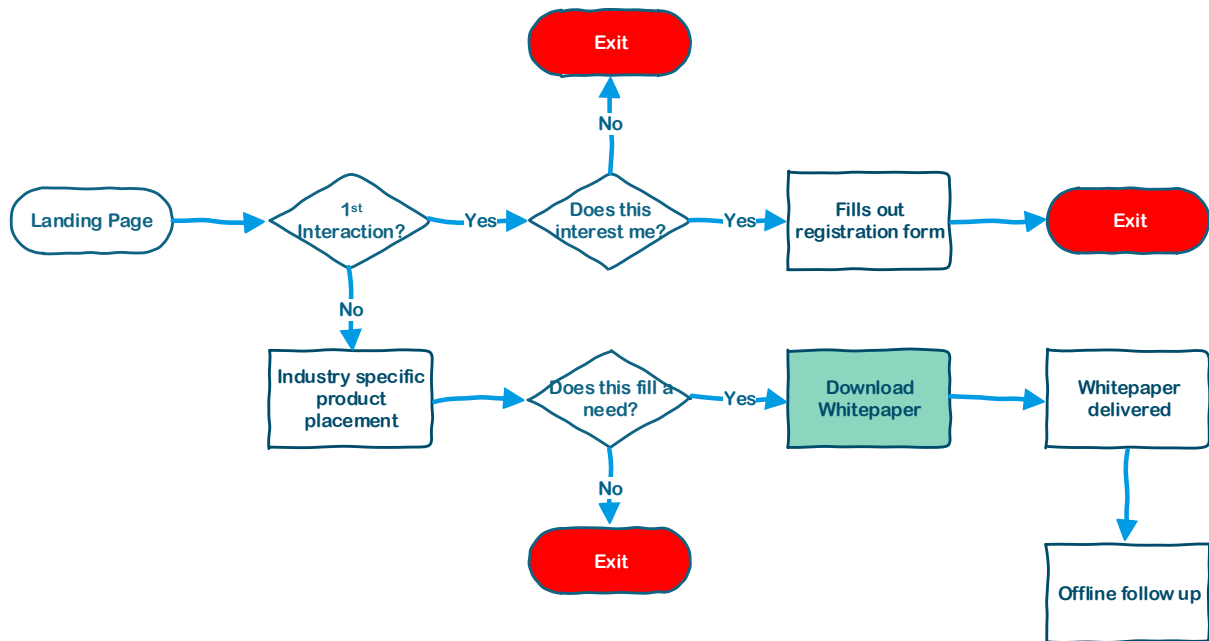 Exit
No
Landing Page
1st
Interaction?
Yes
Does this
interest me?
Yes
Fills out
registration form
Exit
No
Industry specific
product
placement
Does this fill a
need?
Yes
Download
Whitepaper
Whitepaper
delivered
No
Exit
Offline follow up